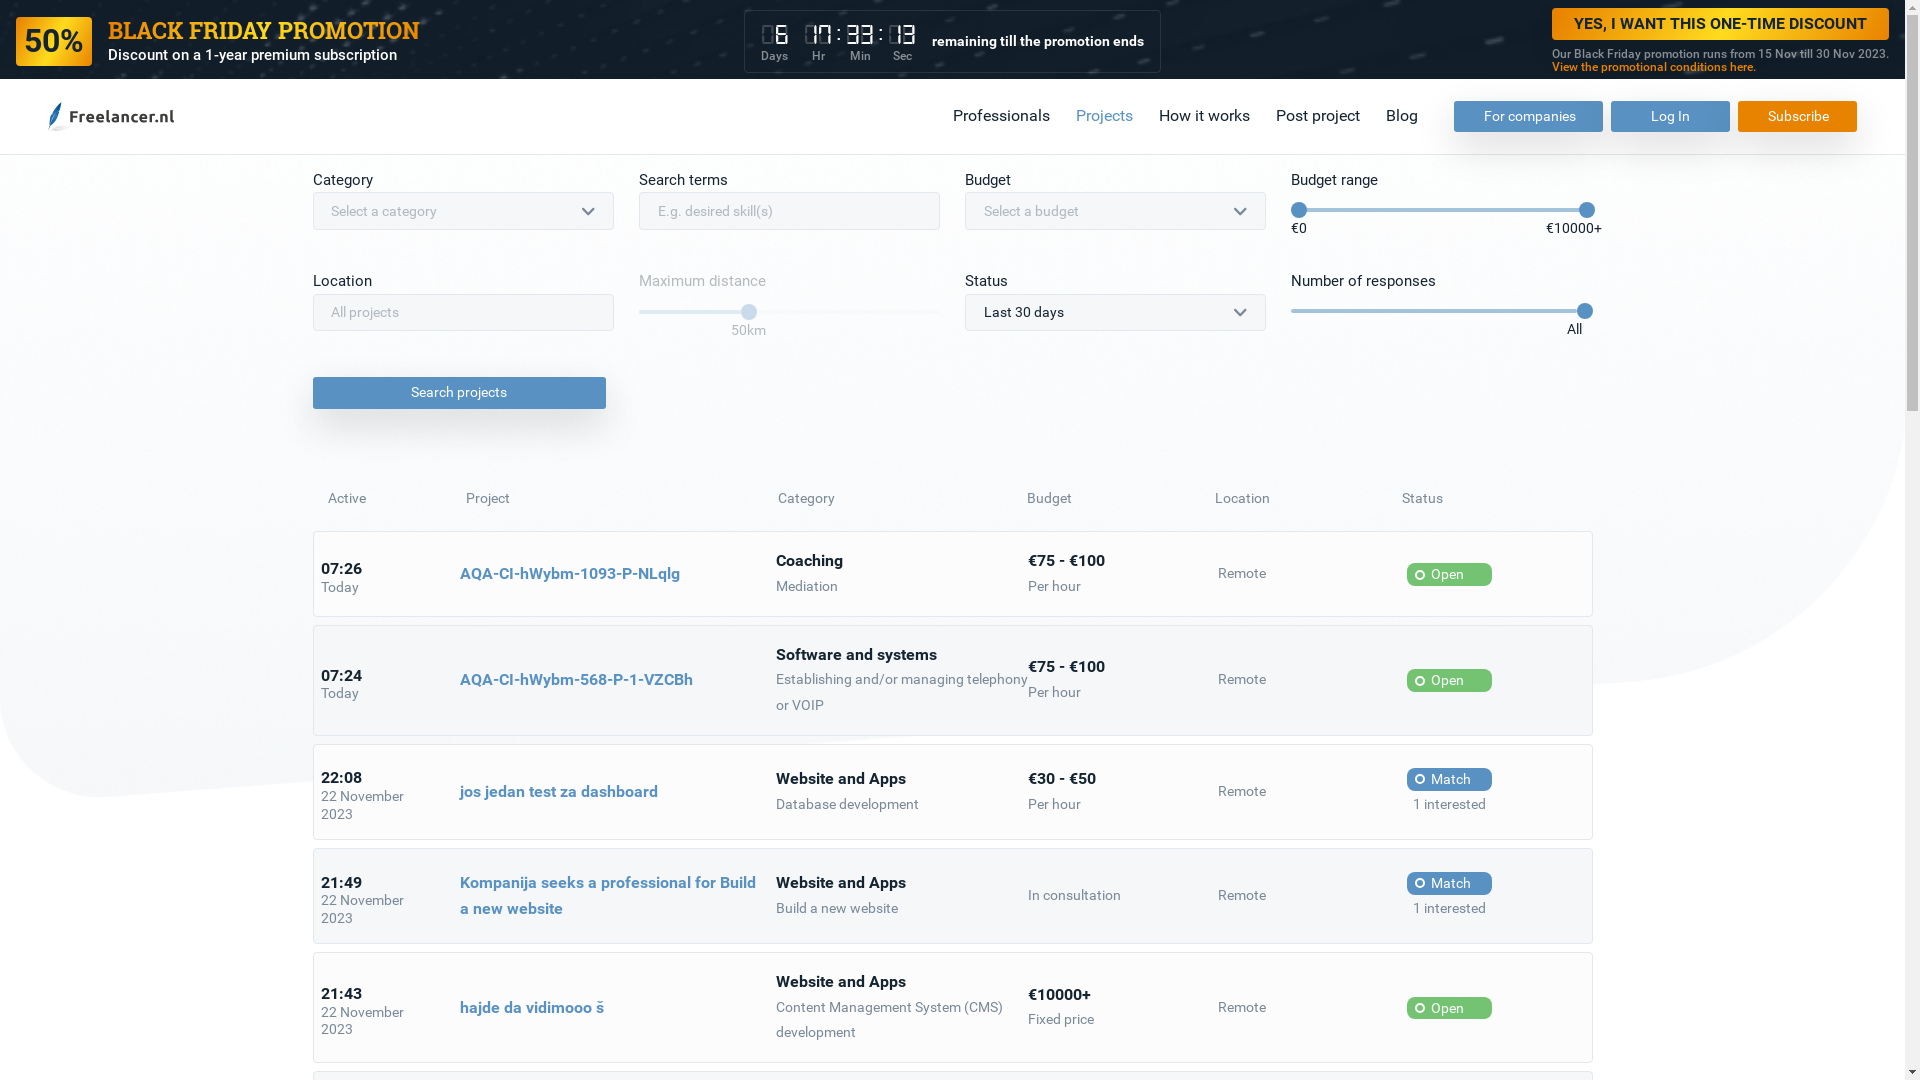 50%
BLACK FRIDAY PROMOTION
Discount on a 1-year premium subscription
6 17 : 33 : 13
Days Hr Min Sec
remaining till the promotion ends
YES, I WANT THIS ONE-TIME DISCOUNT
Our Black Friday promotion runs from 15 Nov till 30 Nov 2023.
View the promotional conditions here.
Freelancer.nl
Professionals Projects How it works Post project Blog For companies Log In Subscribe
Category Search terms Budget Budget range
Select a category E.g. desired skill(s) Select a budget
€0 €10000+
Location Maximum distance Status Number of responses
All projects Last 30 days
50km All
Search projects
Active Project Category Budget Location Status
07:26
Today
AQA-CI-hWybm-1093-P-NLqlg
Coaching
Mediation
€75 - €100
Per hour
Remote
Open
07:24
Today
AQA-CI-hWybm-568-P-1-VZCBh
Software and systems
Establishing and/or managing telephony
or VOIP
€75 - €100
Per hour
Remote
Open
22:08
22 November
2023
jos jedan test za dashboard
Website and Apps
Database development
€30 - €50
Per hour
Remote
Match
1 interested
21:49
22 November
2023
Kompanija seeks a professional for Build
a new website
Website and Apps
Build a new website
In consultation
Remote
Match
1 interested
21:43
22 November
2023
hajde da vidimooo š
Website and Apps
Content Management System (CMS)
development
€10000+
Fixed price
Remote
Open